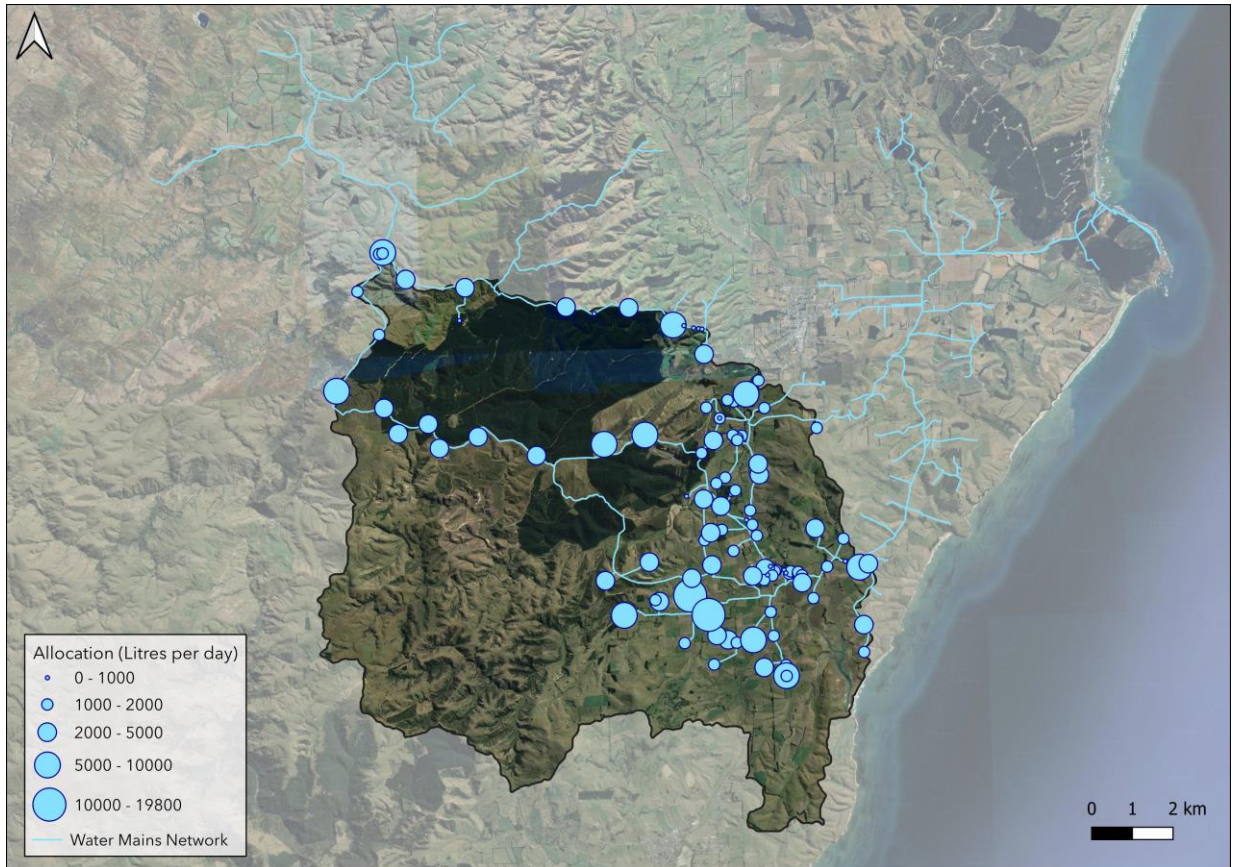 Allocation (Litres per day)
0 - 1000
1000 - 2000
2000 - 5000
5000 - 10000
10000 - 19800
Water Mains Network
0 1 2 km